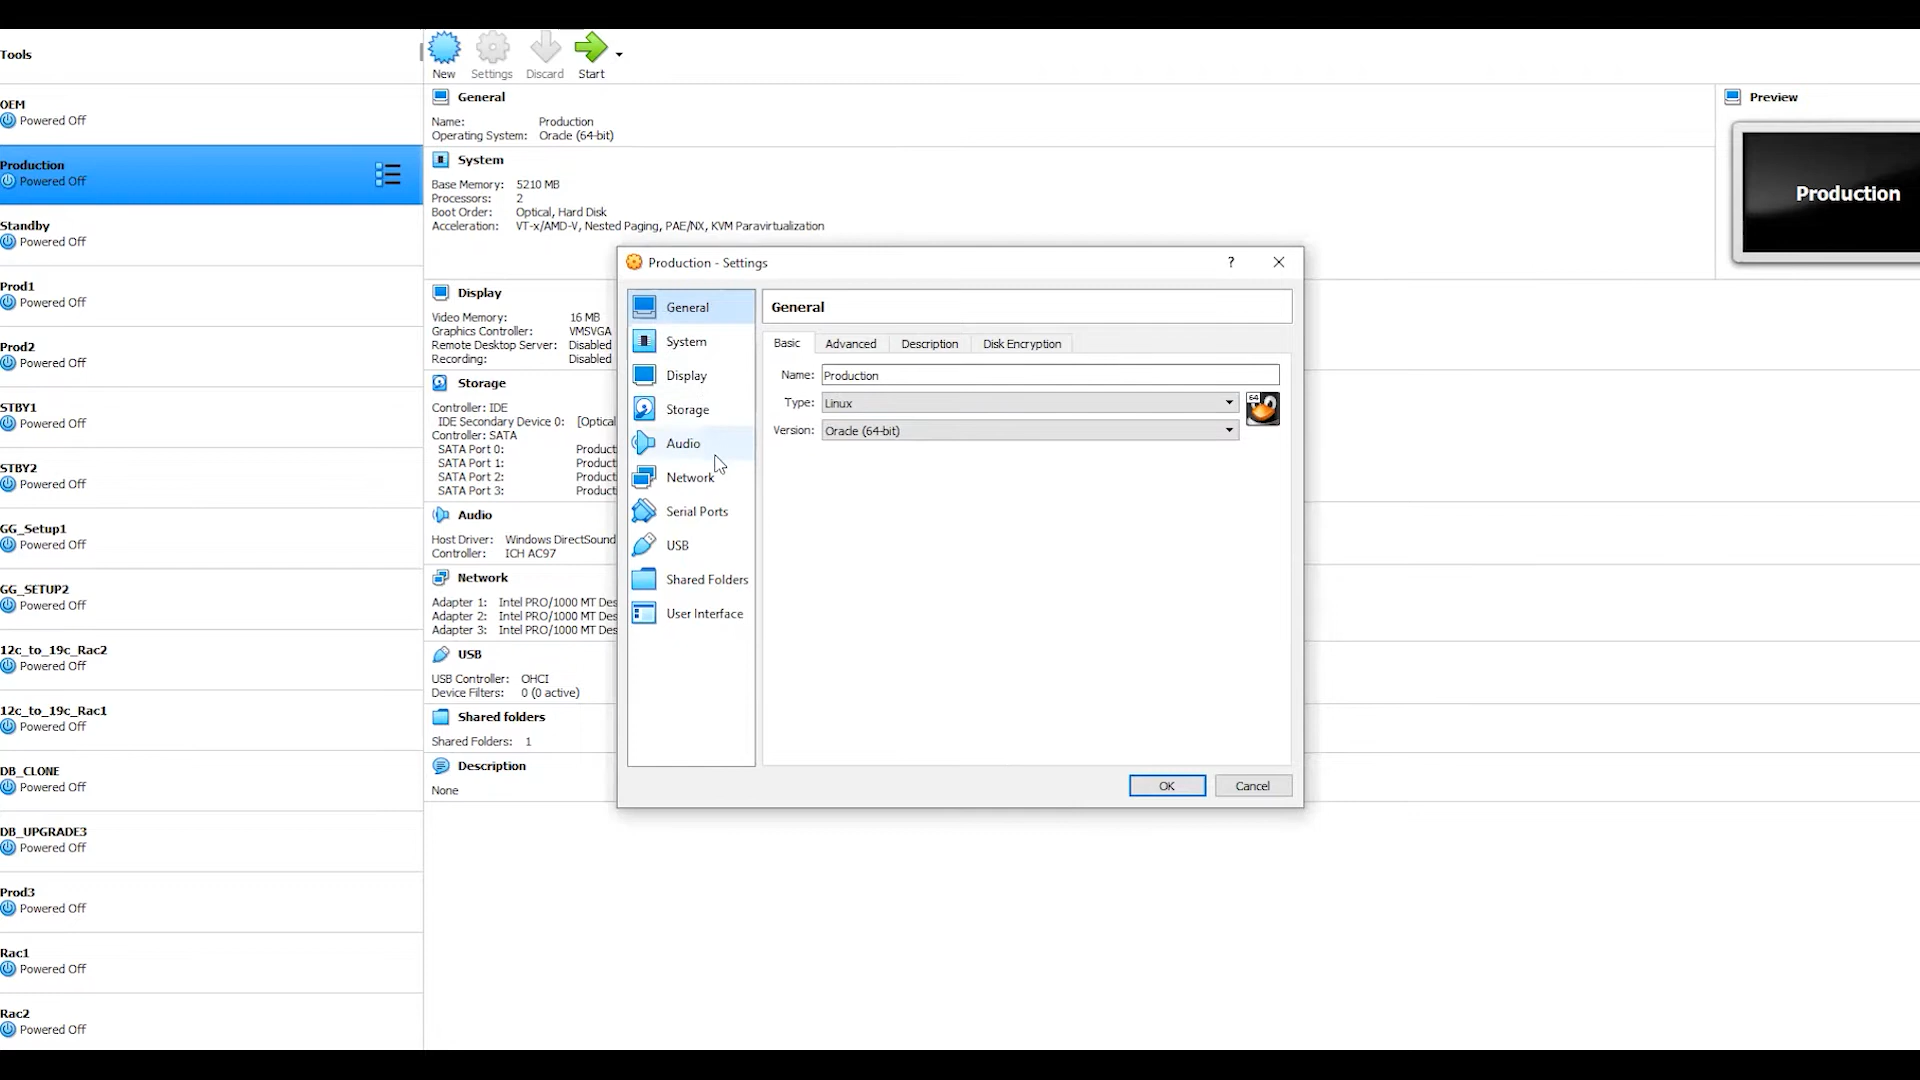 Tools
New Settings Discard Start
OEM
Powered Off
Production
Powered Off
Standby
Powered Off
Prod1
Powered Off
Prod2
Powered Off
STBY1
Powered Off
STBY2
Powered Off
GG_Setup1
Powered Off
GG_SETUP2
Powered Off
12c_to_19c_Rac2
Powered Off
12c_to_19c_Rac1
Powered Off
DB_CLONE
Powered Off
DB_UPGRADE3
Powered Off
Prod3
Powered Off
Rac1
Powered Off
Rac2
Powered Off
General
Name: Production
Operating System: Oracle (64-bit)
System
Base Memory: 5210 MB
Processors: 2
Boot Order: Optical, Hard Disk
Acceleration: VT-x/AMD-V, Nested Paging, PAE/NX, KVM Paravirtualization
Display
Video Memory: 16 MB
Graphics Controller: VMSVGA
Remote Desktop Server: Disabled
Recording: Disabled
Storage
Controller: IDE
IDE Secondary Device 0: [Optical
Controller: SATA
SATA Port 0: Product
SATA Port 1: Product
SATA Port 2: Product
SATA Port 3: Product
Audio
Host Driver: Windows DirectSound
Controller: ICH AC97
Network
Adapter 1: Intel PRO/1000 MT Des
Adapter 2: Intel PRO/1000 MT Des
Adapter 3: Intel PRO/1000 MT Des
USB
USB Controller: OHCI
Device Filters: 0 (0 active)
Shared folders
Shared Folders: 1
Description
None
Preview
Production
Production - Settings ?
General
System
Display
Storage
Audio
Network
Serial Ports
USB
Shared Folders
User Interface
General
Basic Advanced Description Disk Encryption
Name: Production
Type: Linux
64
Version: Oracle (64-bit)
OK Cancel